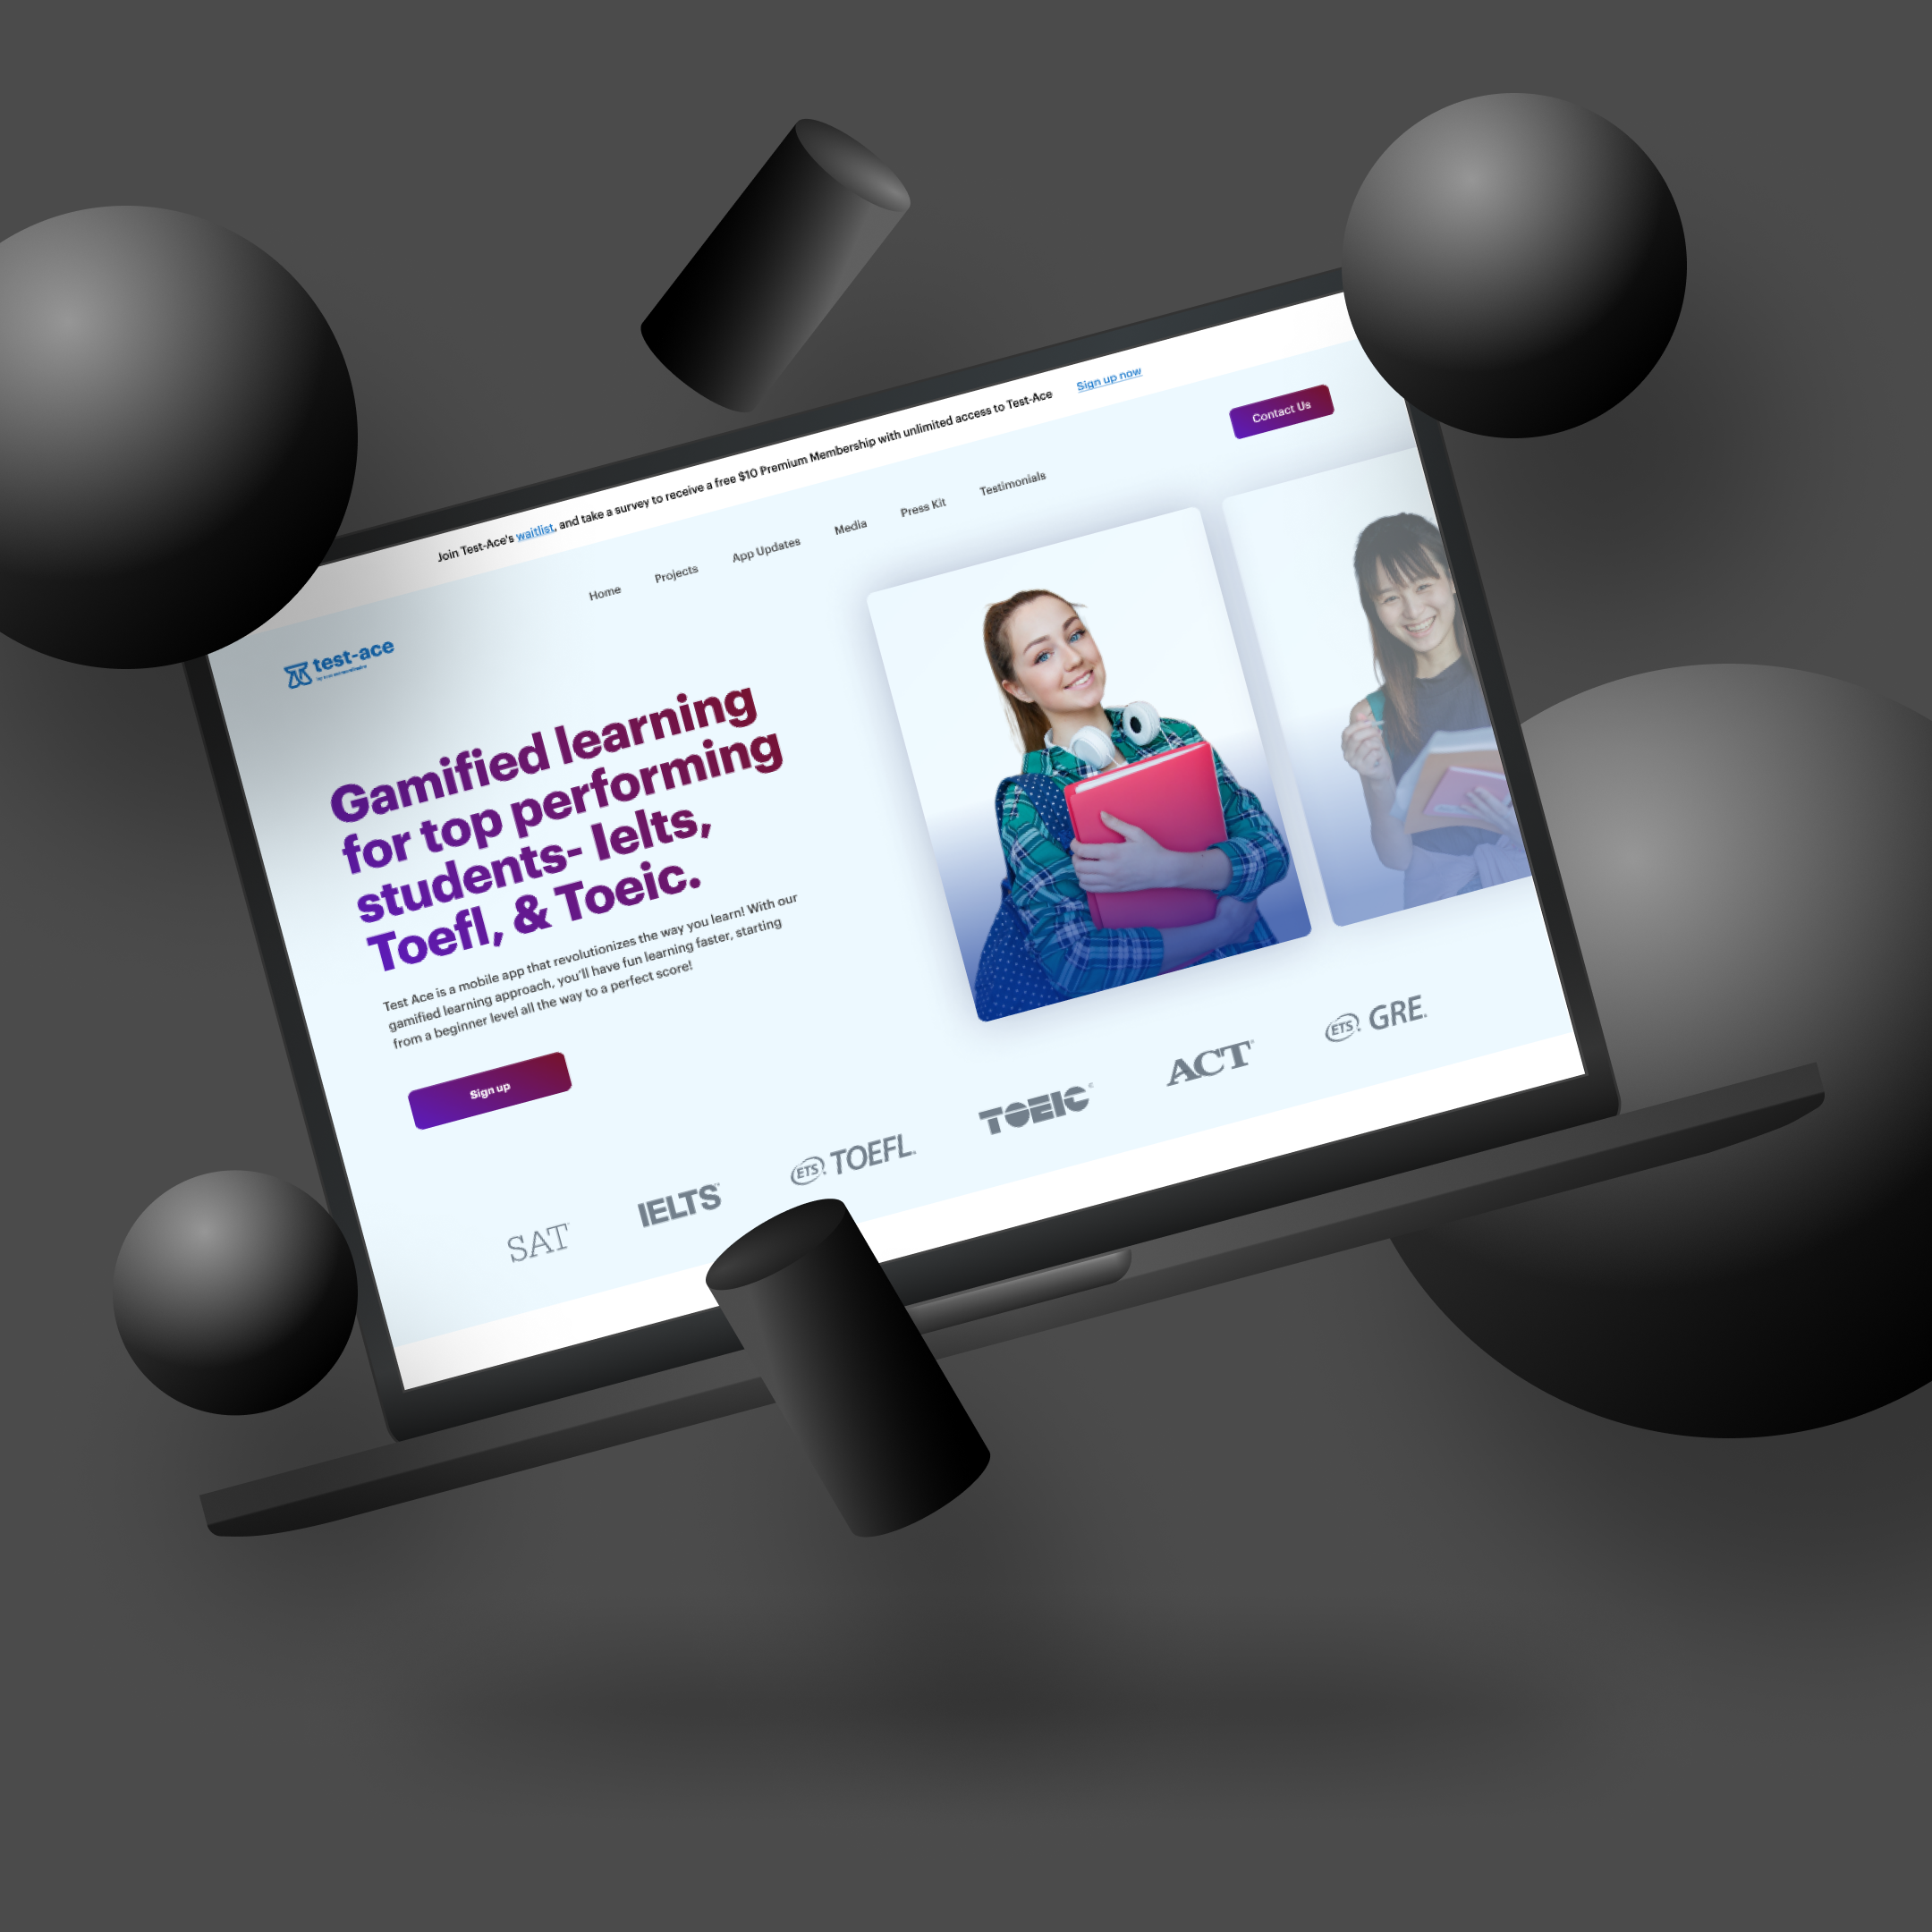 Join Test-Ace's waitlist, and take a survey to receive a free $10 Premium Membership with unlimited access to Test-Ace Sign up now
test-ace
Home Projects App Updates Media Press Kit Testimonials
Contact Us
Gamified learning
for top performing
students- Ielts,
Toefl, & Toeic.
Test Ace is a mobile app that revolutionizes the way you learn! With our
gamified learning approach, you'll have fun learning faster, starting
from a beginner level all the way to a perfect score!
Sign up
SAT IELTS ETS TOEFL TOEIC ACT ETS GRE